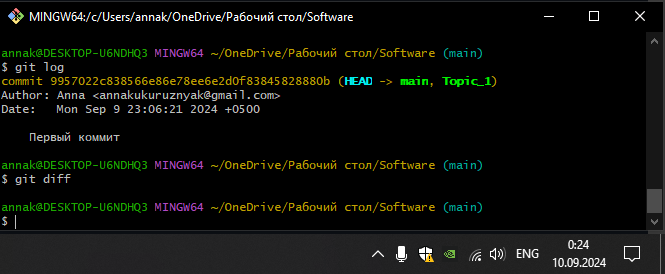 MINGW64:/c/Users/annak/OneDrive/Рабочий стол/Software
annak@DESKTOP-U6NDHQ3 MINGW64 ~/OneDrive/Рабочий стол/Software (main)
$ git log
commit 9957022c838566e86e78ee6e2d0f83845828880b (HEAD -> main, Topic_1)
Author: Anna <annakukuruznyak@gmail.com>
Date:   Mon Sep 9 23:06:21 2024 +0500
Первый коммит
annak@DESKTOP-U6NDHQ3 MINGW64 ~/OneDrive/Рабочий стол/Software (main)
$ git diff
annak@DESKTOP-U6NDHQ3 MINGW64 ~/OneDrive/Рабочий стол/Software (main)
$
ENG
0:24
10.09.2024